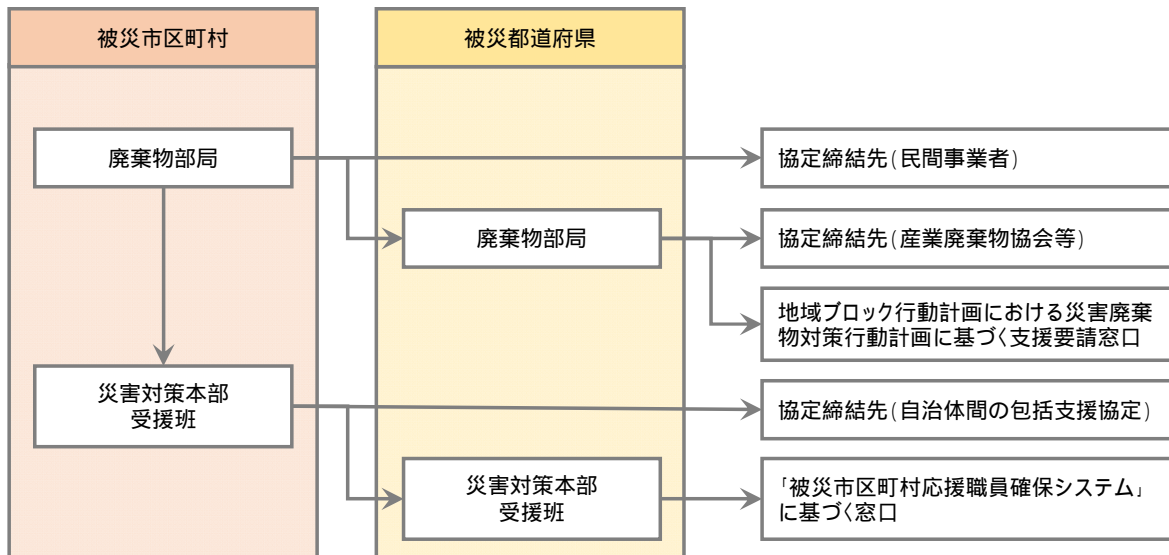 被災市区町村
被災都道府県
廃棄物部局
協定締結先(民間事業者)
廃棄物部局
協定締結先(産業廃棄物協会等)
地域ブロック行動計画における災害廃棄
物対策行動計画に基づく支援要請窓口
災害対策本部
受援班
協定締結先(自治体間の包括支援協定)
災害対策本部
受援班
「被災市区町村応援職員確保システム」
に基づく窓口